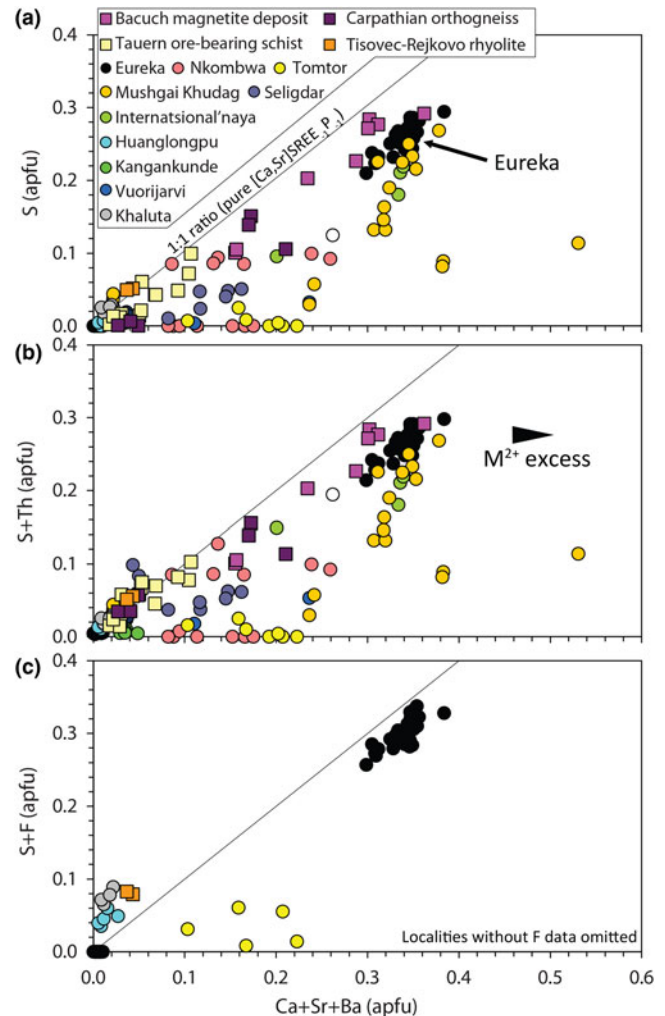 (a)
Bacuch magnetite deposit
Carpathian orthogneiss
Tauern ore-bearing schist
Tisovec-Rejkovo rhyolite
Eureka Nkombwa Tomtor
Mushgai Khudag Seligdar
Internatsional'naya
Huanglongpu
Kangankunde
Vuorijarvi
Khaluta
1:1 ratio (pure [Ca,Sr]SREE₋₁P₋₁)
Eureka
S (apfu)
0.4
0.3
0.2
0.1
0.0
(b)
M²⁺ excess
S+Th (apfu)
0.4
0.3
0.2
0.1
0.0
(c)
S+F (apfu)
0.4
0.3
0.2
0.1
0.0
Localities without F data omitted
0.0 0.1 0.2 0.3 0.4 0.5 0.6
Ca+Sr+Ba (apfu)